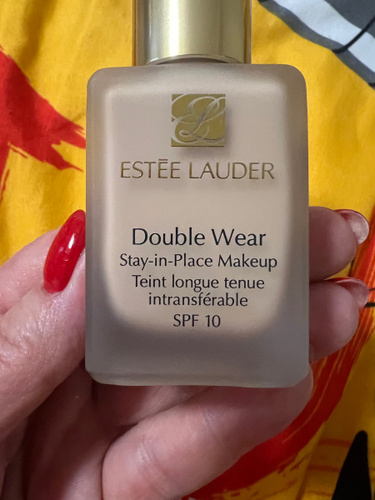 ESTĒE LAUDER
Double Wear
Stay-in-Place Makeup
Teint longue tenue
intransférable
SPF 10